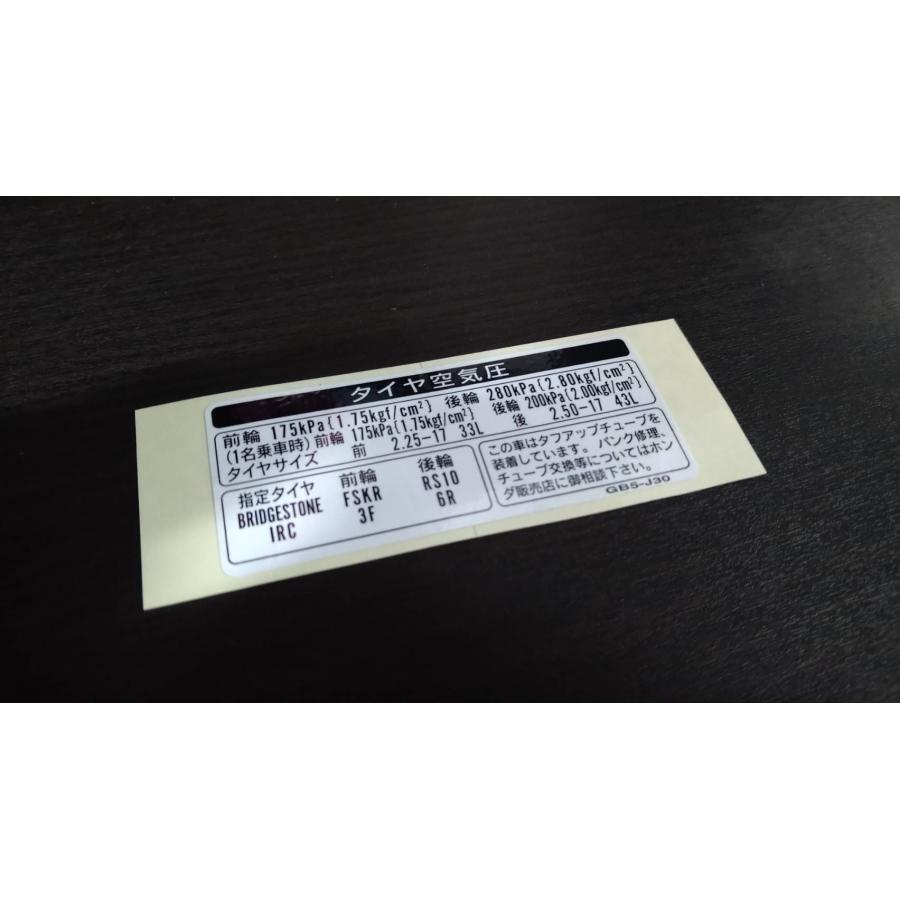 タイヤ空気圧
前輪 175kPa{1.75kgf/cm²} 後輪 280kPa{2.80kgf/cm²}
(1名乗車時) 前輪 175kPa{1.75kgf/cm²} 後輪 200kPa{2.00kgf/cm²}
タイヤサイズ 前 2.25-17 33L 後 2.50-17 43L
指定タイヤ 前輪 後輪
BRIDGESTONE FSKR RS10
IRC 3F 6R
この車はタフアップチューブを
装着しています。パンク修理、
チューブ交換等についてはホン
ダ販売店に御相談下さい。
GB5-J30